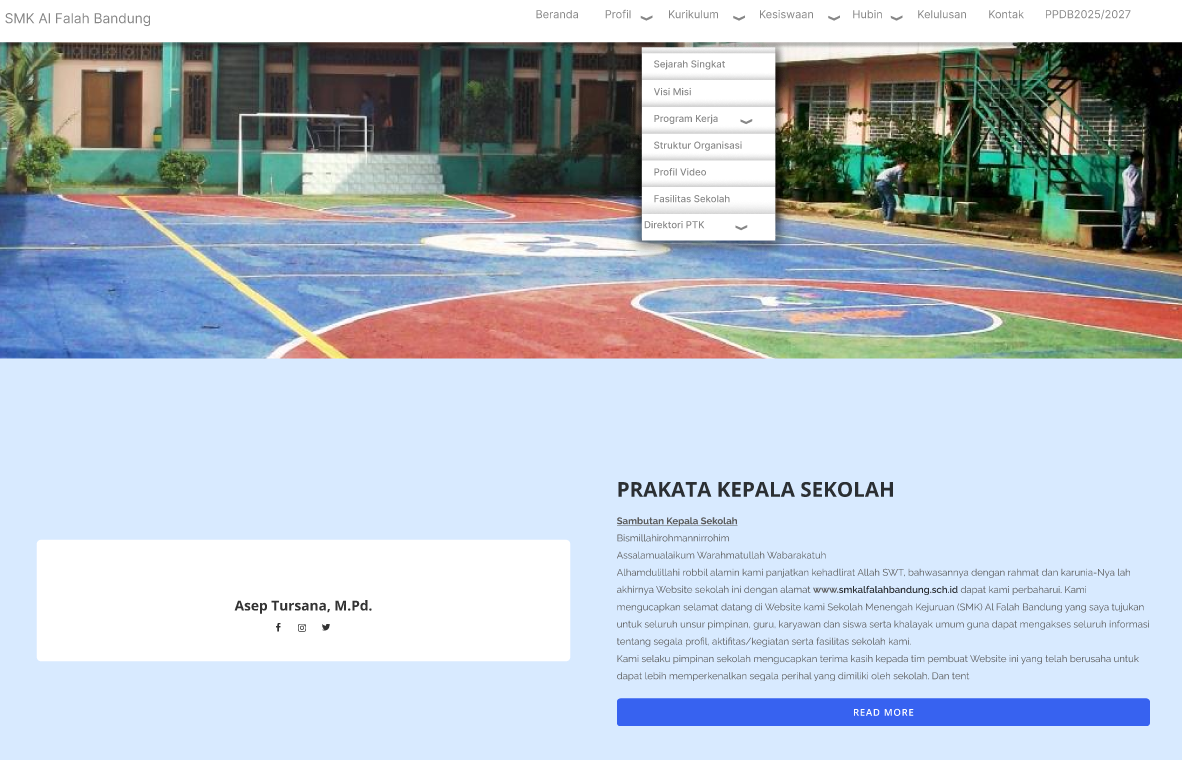 SMK Al Falah Bandung
Beranda Profil Kurikulum Kesiswaan Hubin Kelulusan Kontak PPDB2025/2027
Sejarah Singkat
Visi Misi
Program Kerja
Struktur Organisasi
Profil Video
Fasilitas Sekolah
Direktori PTK
Asep Tursana, M.Pd.
PRAKATA KEPALA SEKOLAH
Sambutan Kepala Sekolah
Bismillahirohmannirrohim
Assalamualaikum Warahmatullah Wabarakatuh
Alhamdulillahi robbil alamin kami panjatkan kehadlirat Allah SWT, bahwasannya dengan rahmat dan karunia-Nya lah
akhirnya Website sekolah ini dengan alamat www.smkalfalahbandung.sch.id dapat kami perbaharui. Kami
mengucapkan selamat datang di Website kami Sekolah Menengah Kejuruan (SMK) Al Falah Bandung yang saya tujukan
untuk seluruh unsur pimpinan, guru, karyawan dan siswa serta khalayak umum guna dapat mengakses seluruh informasi
tentang segala profil, aktifitas/kegiatan serta fasilitas sekolah kami.
Kami selaku pimpinan sekolah mengucapkan terima kasih kepada tim pembuat Website ini yang telah berusaha untuk
dapat lebih memperkenalkan segala perihal yang dimiliki oleh sekolah. Dan tent
READ MORE